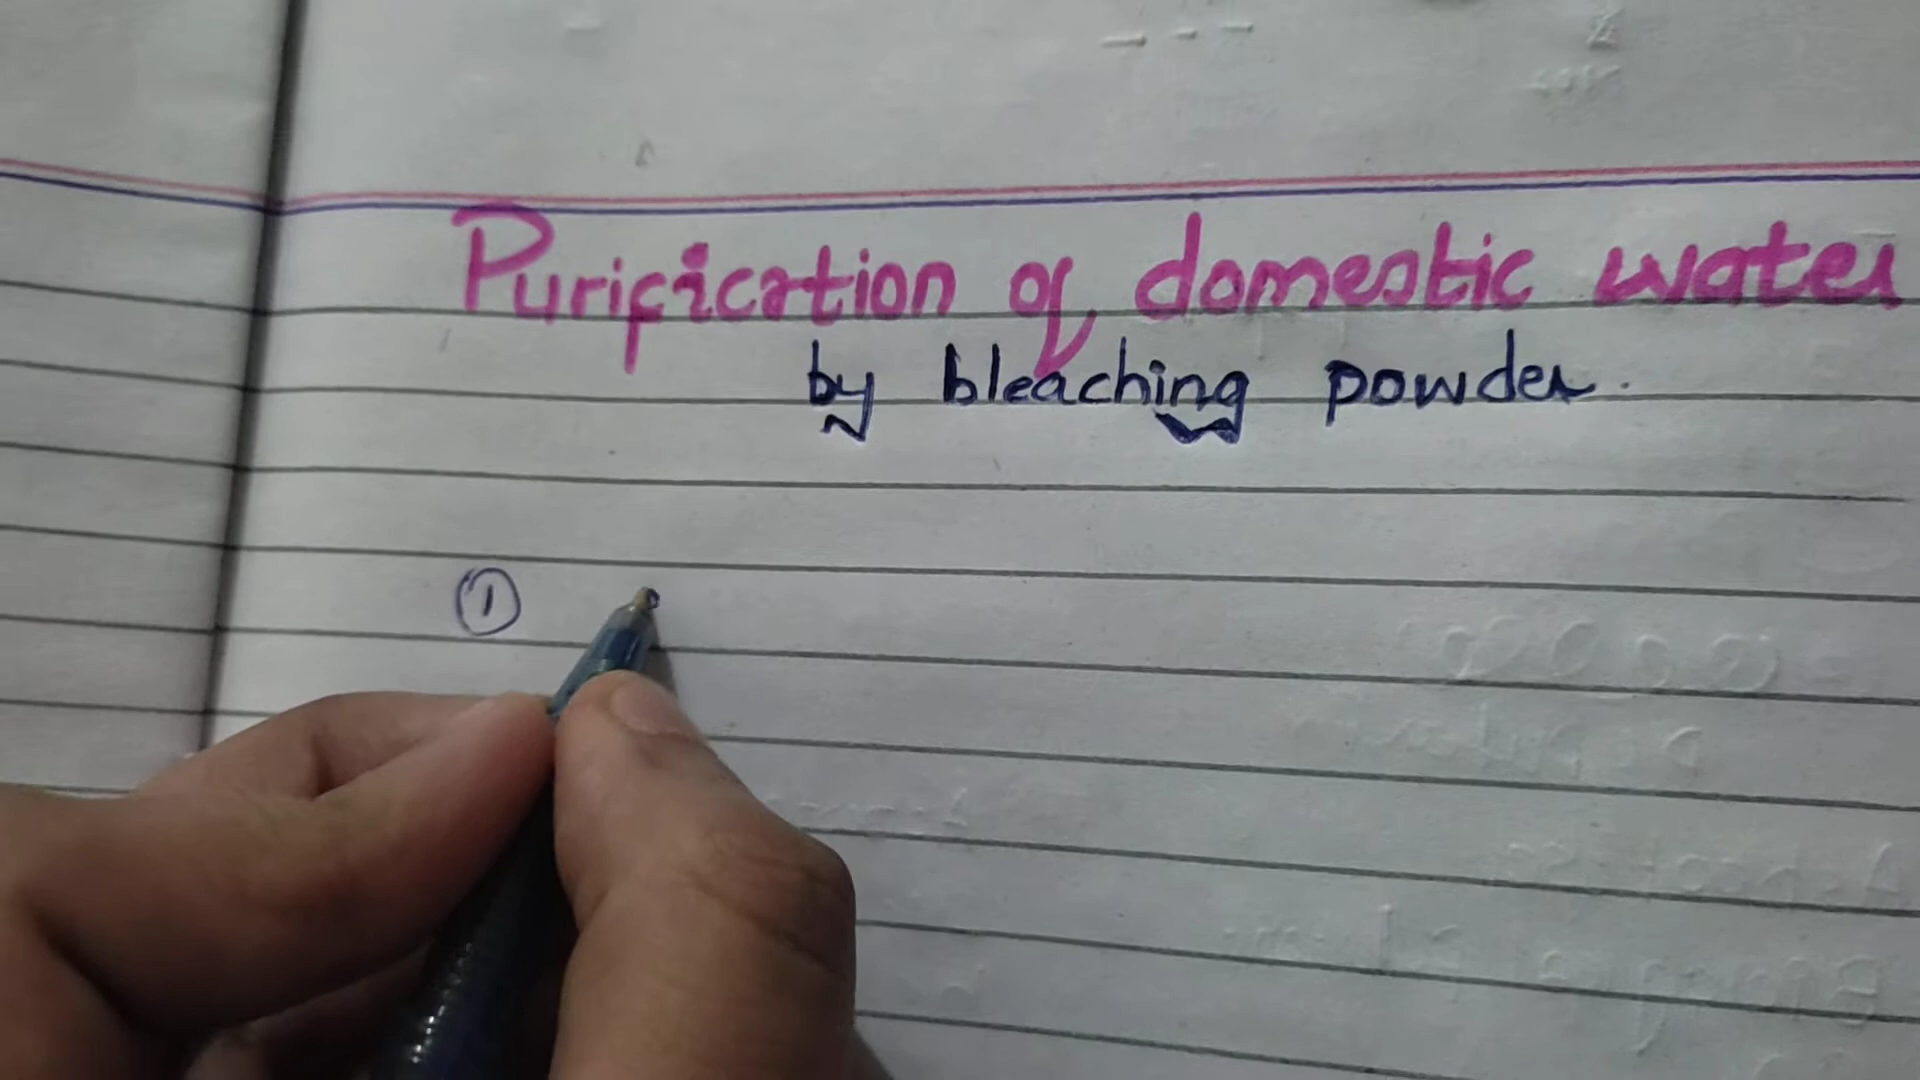 Purification of domestic water
by bleaching powder.
①